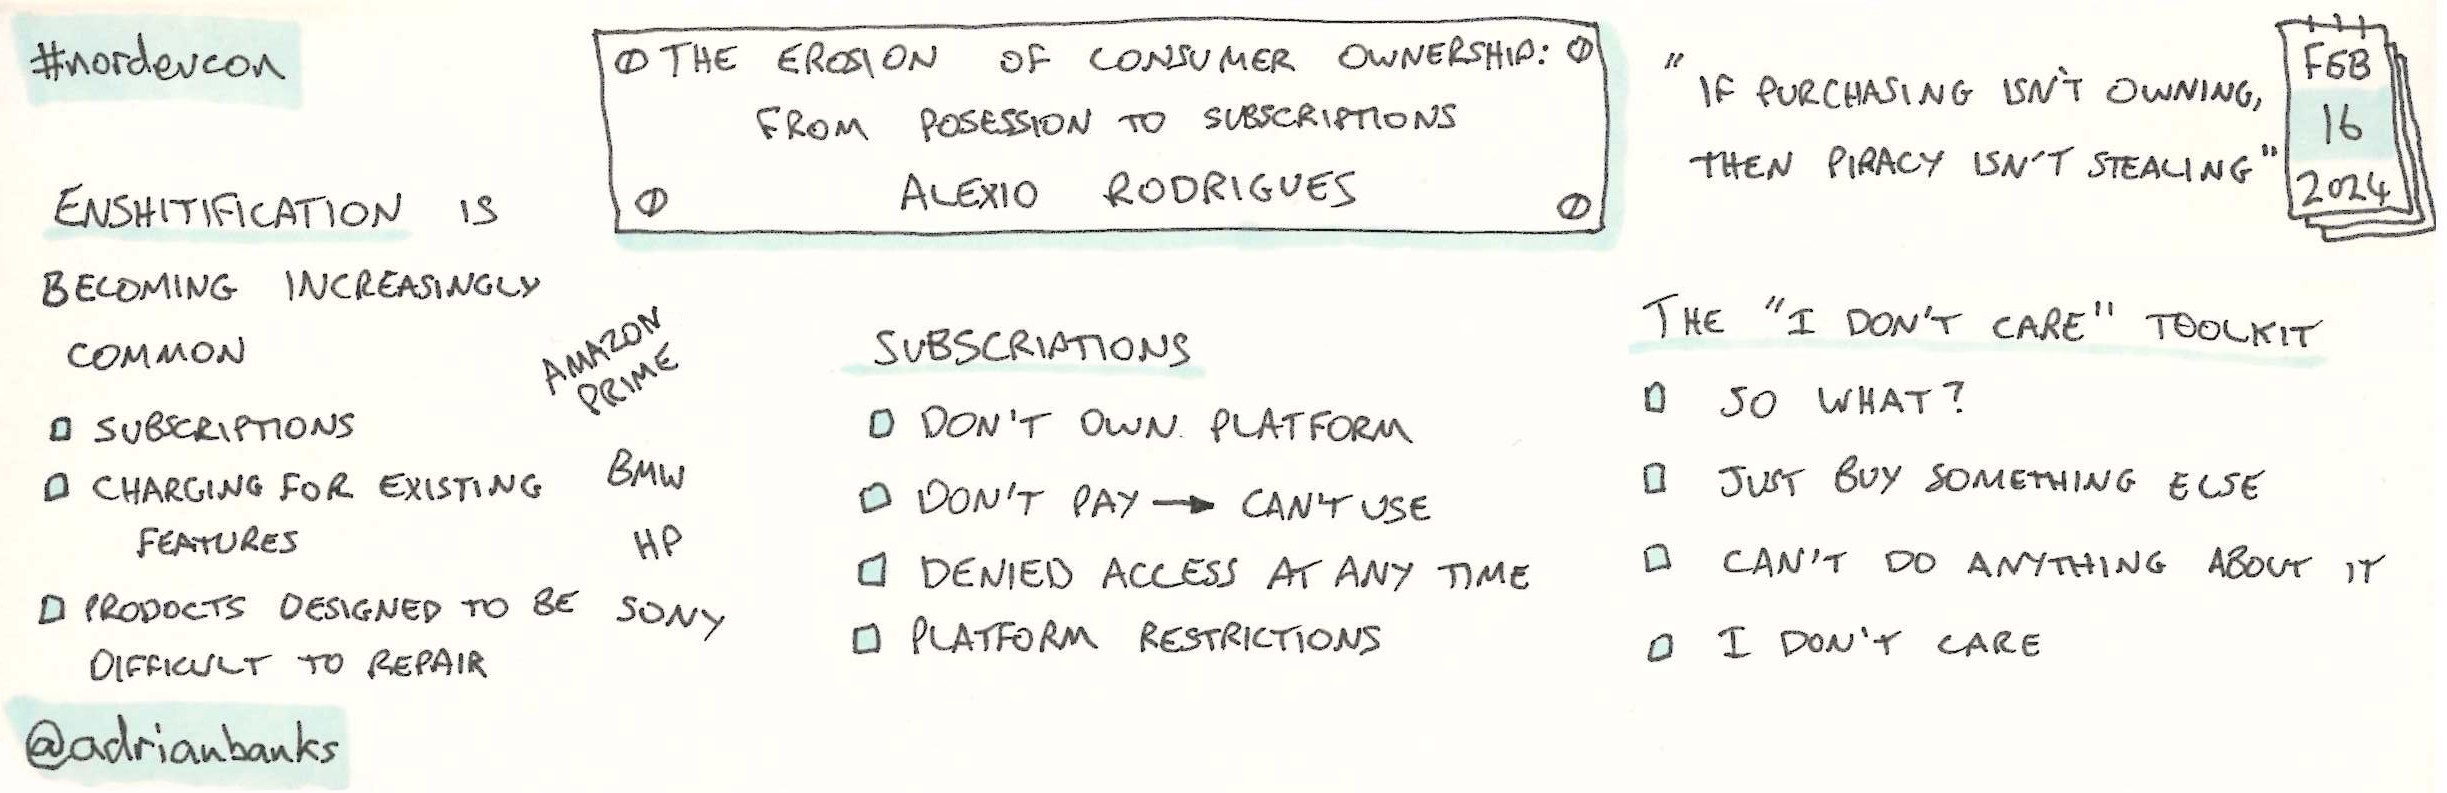 #nordevcon
THE EROSION OF CONSUMER OWNERSHIP:
FROM POSESSION TO SUBSCRIPTIONS
ALEXIO RODRIGUES
"IF PURCHASING ISN'T OWNING,
THEN PIRACY ISN'T STEALING"
FEB
16
2024
ENSHITIFICATION IS
BECOMING INCREASINGLY
COMMON
SUBSCRIPTIONS
CHARGING FOR EXISTING
FEATURES
PRODUCTS DESIGNED TO BE
DIFFICULT TO REPAIR
AMAZON
PRIME
BMW
HP
SONY
SUBSCRIPTIONS
DON'T OWN PLATFORM
DON'T PAY → CAN'T USE
DENIED ACCESS AT ANY TIME
PLATFORM RESTRICTIONS
THE "I DON'T CARE" TOOLKIT
SO WHAT?
JUST BUY SOMETHING ELSE
CAN'T DO ANYTHING ABOUT IT
I DON'T CARE
@adrianbanks